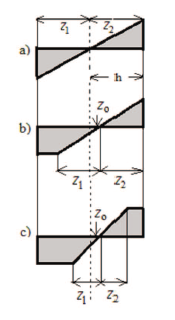 z₁ z₂
a)
h
z₀
b)
z₁ z₂
z₀
c)
z₁ z₂